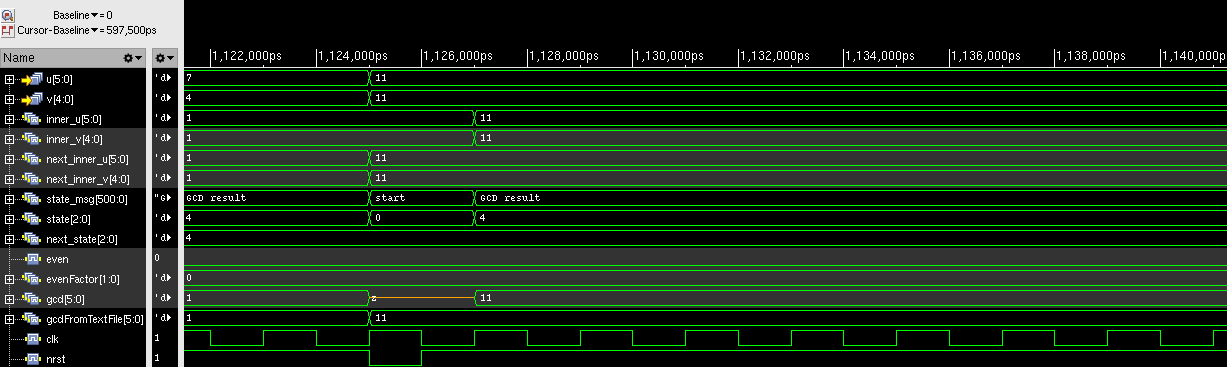 Baseline▼=0
Cursor-Baseline▼=597,500ps
Name
1,122,000ps 1,124,000ps 1,126,000ps 1,128,000ps 1,130,000ps 1,132,000ps 1,134,000ps 1,136,000ps 1,138,000ps 1,140,000ps
u[5:0] 'd 7 11
v[4:0] 'd 4 11
inner_u[5:0] 'd 1 11
inner_v[4:0] 'd 1 11
next_inner_u[5:0] 'd 1 11
next_inner_v[4:0] 'd 1 11
state_msg[500:0] "G GCD result start GCD result
state[2:0] 'd 4 0 4
next_state[2:0] 'd 4
even 0
evenFactor[1:0] 'd 0
gcd[5:0] 'd 1 z 11
gcdFromTextFile[5:0] 'd 1 11
clk 1
nrst 1